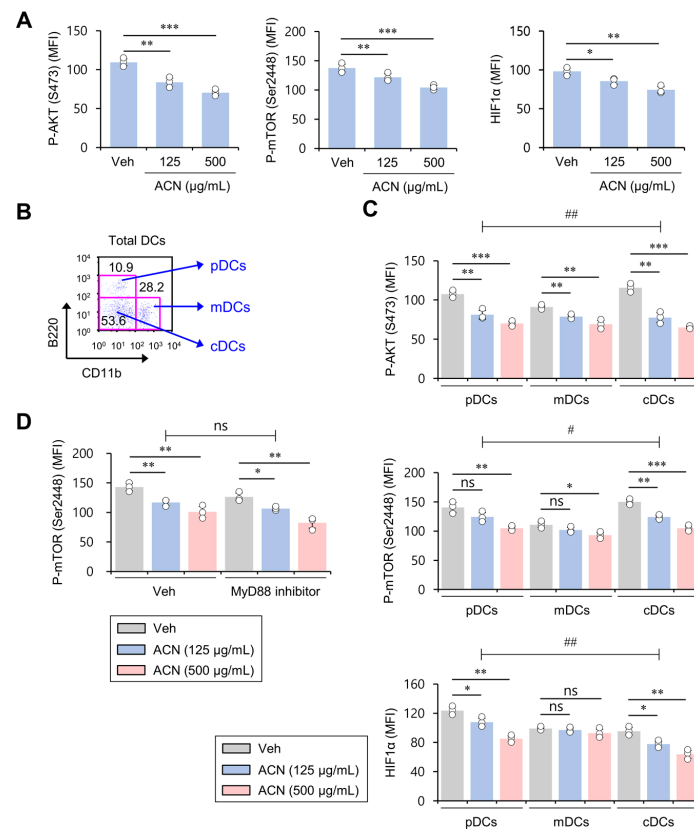 A
P-AKT (S473) (MFI)
150
100
50
0
**
***
Veh
125
500
ACN (µg/mL)
P-mTOR (Ser2448) (MFI)
200
150
100
50
0
**
***
Veh
125
500
ACN (µg/mL)
HIF1α (MFI)
150
100
50
0
*
**
Veh
125
500
ACN (µg/mL)
B
Total DCs
10⁴
10³
10²
10¹
10⁰
10.9
28.2
53.6
10⁰ 10¹ 10² 10³ 10⁴
B220
CD11b
pDCs
mDCs
cDCs
C
##
P-AKT (S473) (MFI)
150
100
50
0
***
**
**
**
***
**
pDCs
mDCs
cDCs
#
P-mTOR (Ser2448) (MFI)
200
150
100
50
0
**
ns
*
ns
***
**
pDCs
mDCs
cDCs
##
HIF1α (MFI)
160
120
80
40
0
**
*
ns
ns
**
*
pDCs
mDCs
cDCs
D
ns
P-mTOR (Ser2448) (MFI)
200
150
100
50
0
**
**
**
*
Veh
MyD88 inhibitor
Veh
ACN (125 µg/mL)
ACN (500 µg/mL)
Veh
ACN (125 µg/mL)
ACN (500 µg/mL)